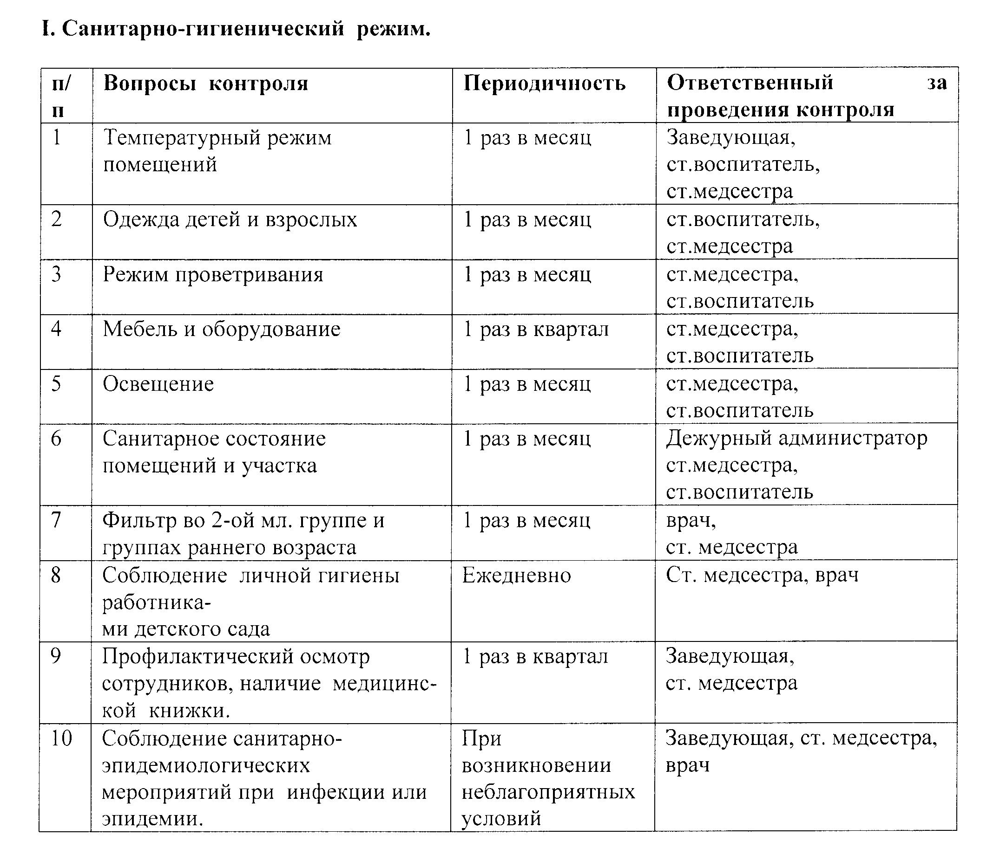 I. Санитарно-гигиенический режим.
п/
п
Вопросы контроля
Периодичность
Ответственный за
проведения контроля
1
Температурный режим
помещений
1 раз в месяц
Заведующая,
ст.воспитатель,
ст.медсестра
2
Одежда детей и взрослых
1 раз в месяц
ст.воспитатель,
ст.медсестра
3
Режим проветривания
1 раз в месяц
ст.медсестра,
ст.воспитатель
4
Мебель и оборудование
1 раз в квартал
ст.медсестра,
ст.воспитатель
5
Освещение
1 раз в месяц
ст.медсестра,
ст.воспитатель
6
Санитарное состояние
помещений и участка
1 раз в месяц
Дежурный администратор
ст.медсестра,
ст.воспитатель
7
Фильтр во 2-ой мл. группе и
группах раннего возраста
1 раз в месяц
врач,
ст. медсестра
8
Соблюдение личной гигиены
работника-
ми детского сада
Ежедневно
Ст. медсестра, врач
9
Профилактический осмотр
сотрудников, наличие медицинс-
кой книжки.
1 раз в квартал
Заведующая,
ст. медсестра
10
Соблюдение санитарно-
эпидемиологических
мероприятий при инфекции или
эпидемии.
При
возникновении
неблагоприятных
условий
Заведующая, ст. медсестра,
врач